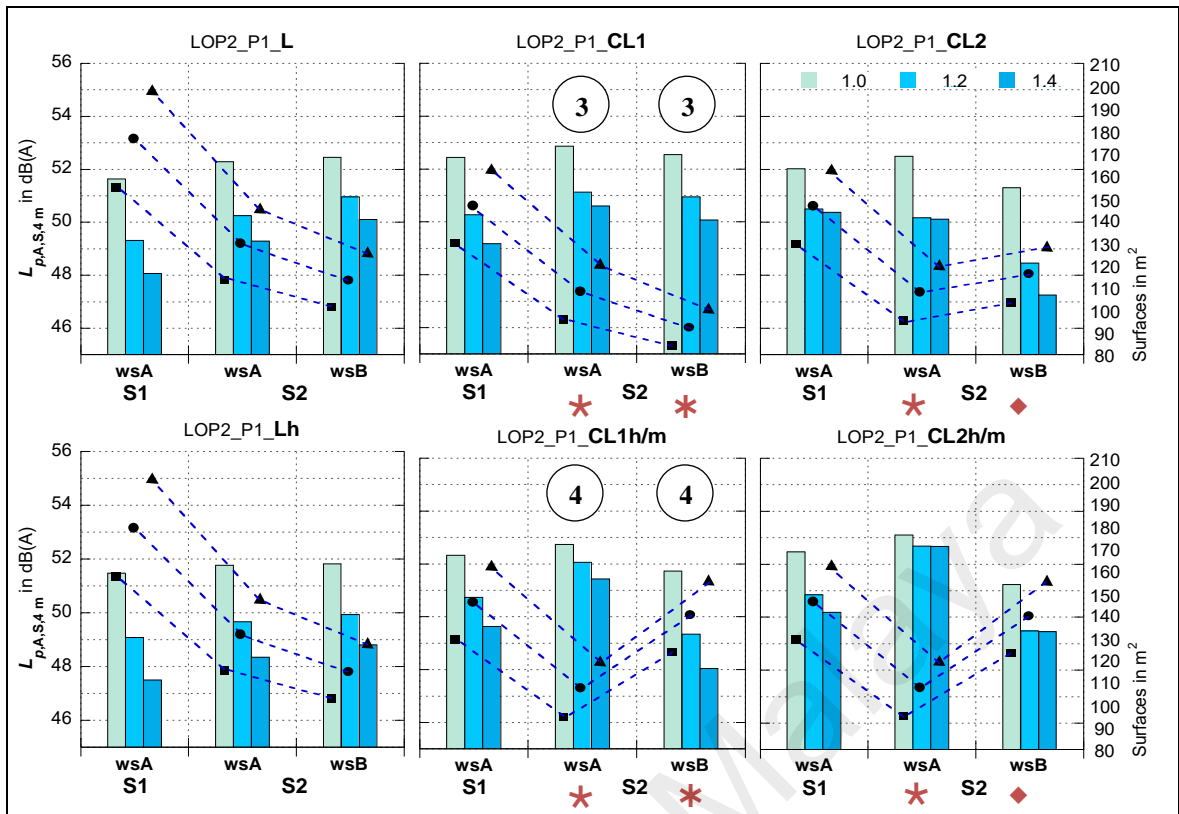 LOP2_P1_L
LOP2_P1_CL1
LOP2_P1_CL2
56
55
54
52
50
48
46
Lp,A,S,4 m in dB(A)
3
3
1.0
1.2
1.4
210
200
190
180
170
160
150
140
130
120
110
100
90
80
Surfaces in m2
wsA
wsA
wsB
S1
S2
wsA
wsA
wsB
S1
S2
wsA
wsA
wsB
S1
S2
LOP2_P1_Lh
LOP2_P1_CL1h/m
LOP2_P1_CL2h/m
56
54
52
50
48
46
Lp,A,S,4 m in dB(A)
4
4
210
200
190
180
170
160
150
140
130
120
110
100
90
80
Surfaces in m2
wsA
wsA
wsB
S1
S2
wsA
wsA
wsB
S1
S2
wsA
wsA
wsB
S1
S2
Malaya